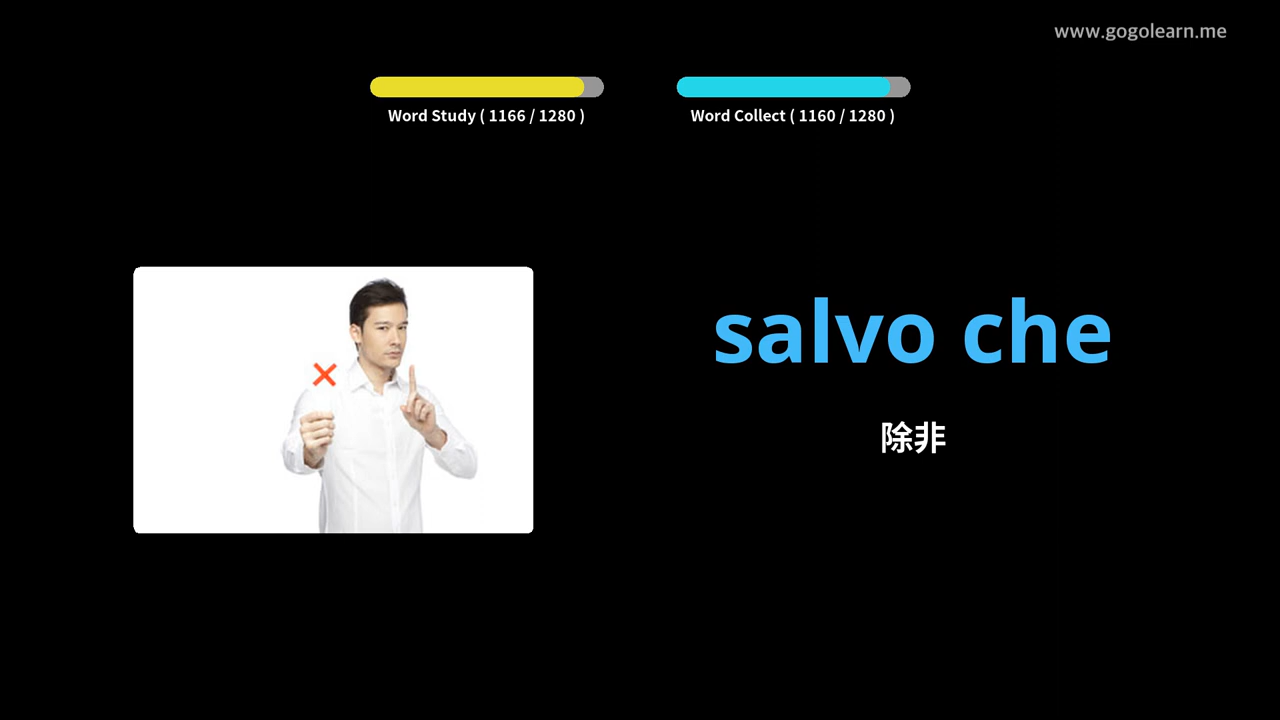 www.gogolearn.me
Word Study ( 1166 / 1280 )
Word Collect ( 1160 / 1280 )
salvo che
除非